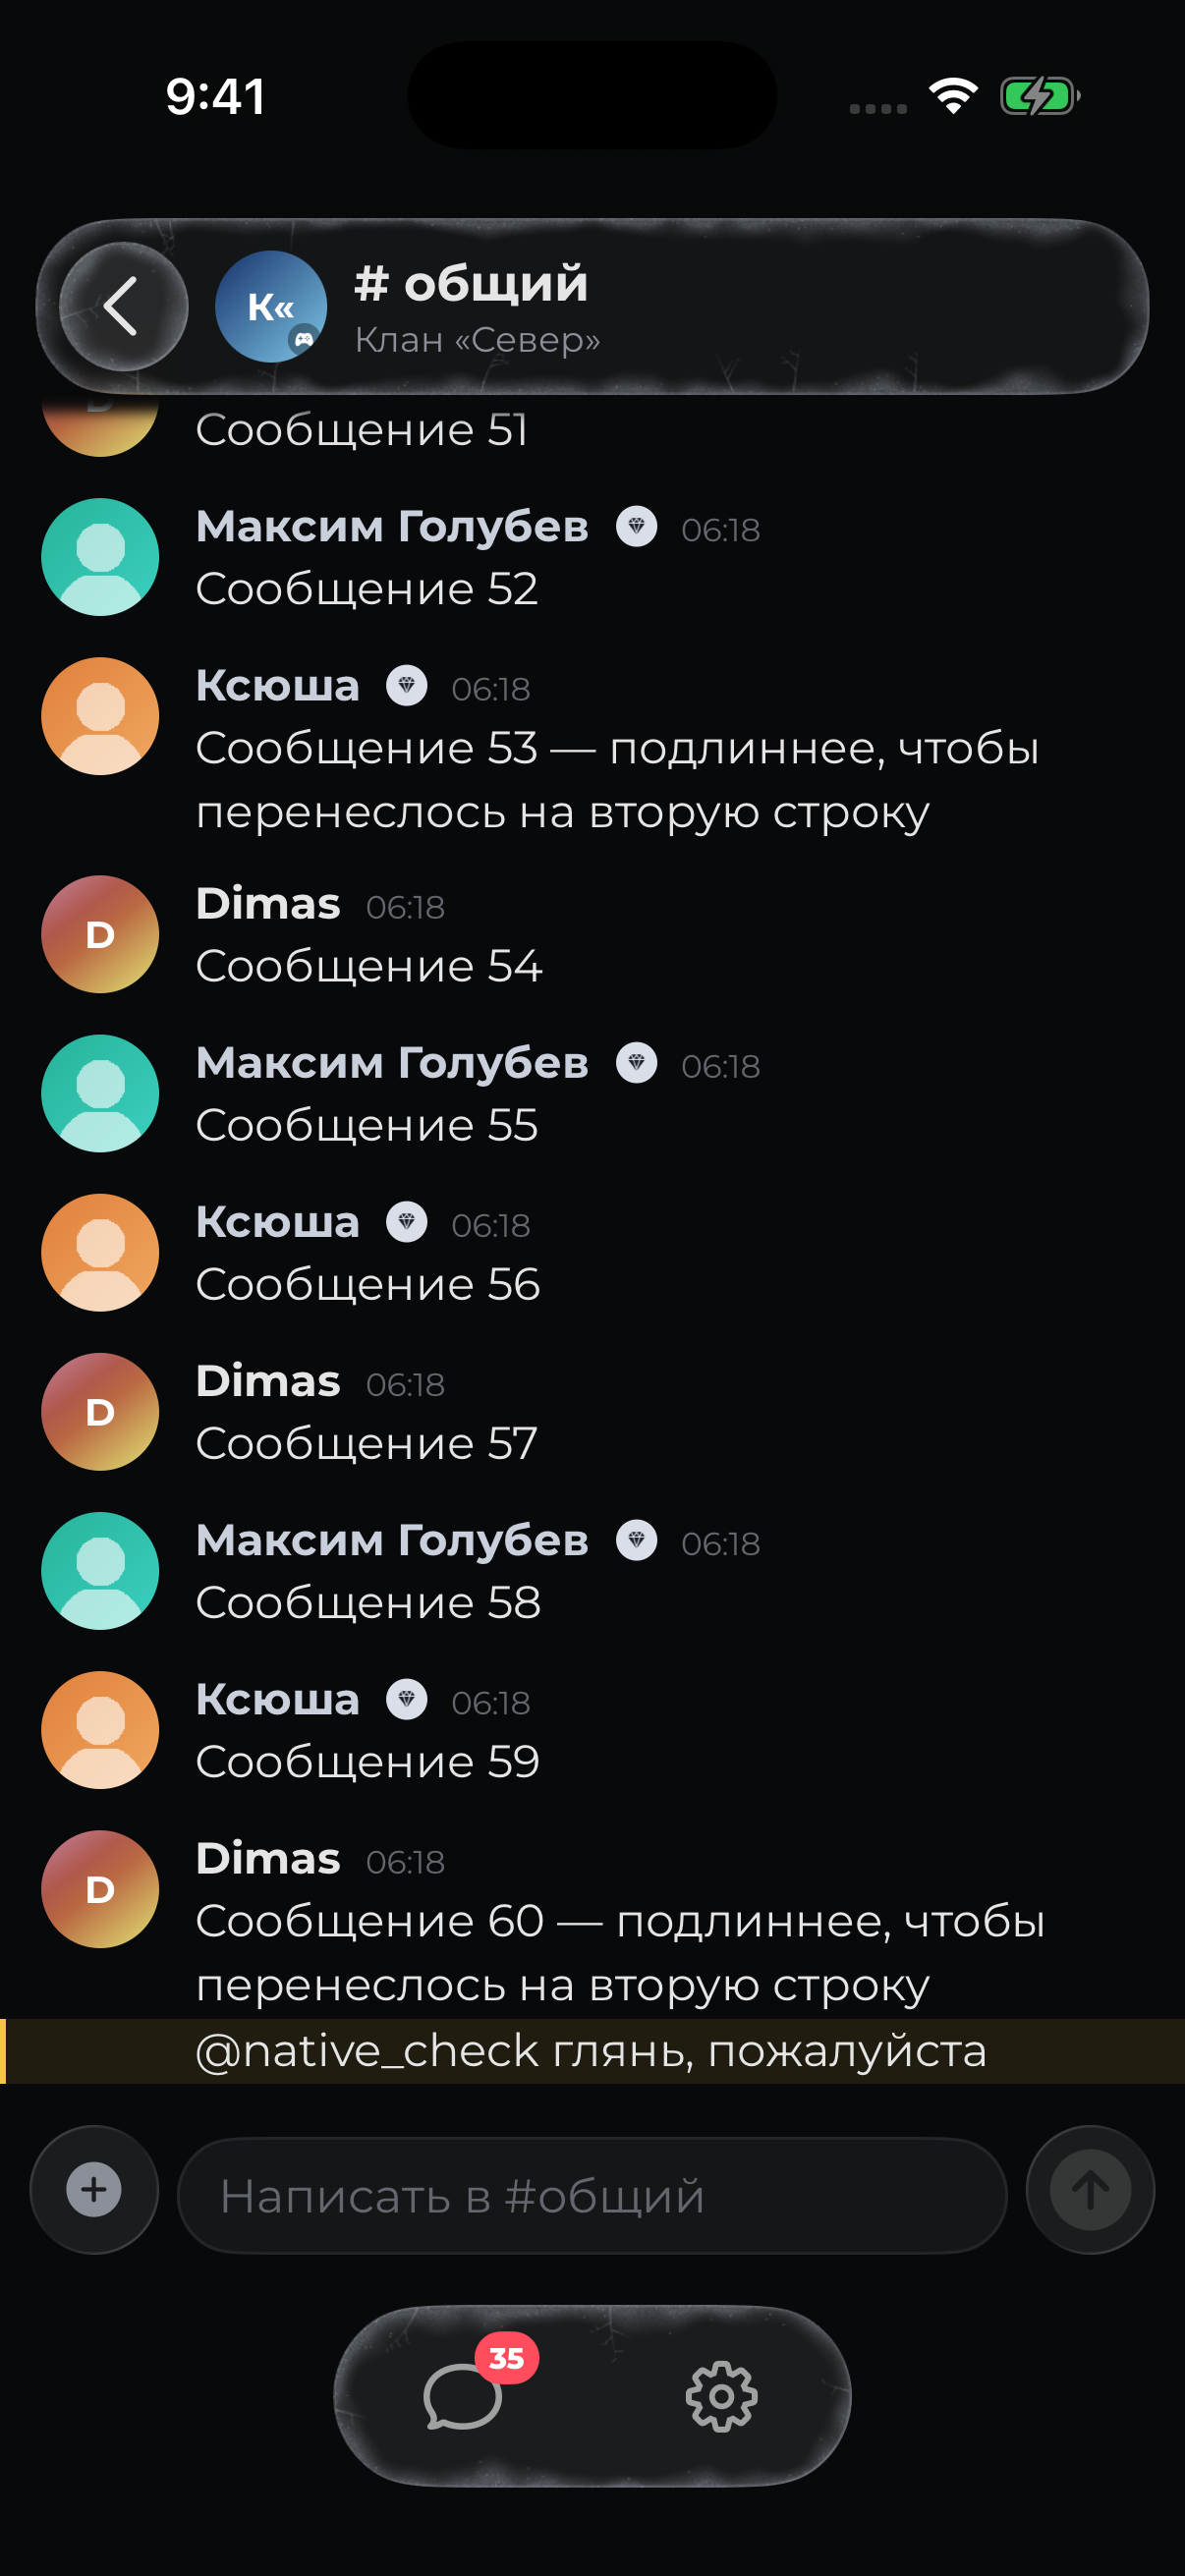 9:41
К«
# общий
Клан «Север»
Сообщение 51
Максим Голубев 06:18
Сообщение 52
Ксюша 06:18
Сообщение 53 — подлиннее, чтобы
перенеслось на вторую строку
D
Dimas 06:18
Сообщение 54
Максим Голубев 06:18
Сообщение 55
Ксюша 06:18
Сообщение 56
D
Dimas 06:18
Сообщение 57
Максим Голубев 06:18
Сообщение 58
Ксюша 06:18
Сообщение 59
D
Dimas 06:18
Сообщение 60 — подлиннее, чтобы
перенеслось на вторую строку
@native_check глянь, пожалуйста
Написать в #общий
35